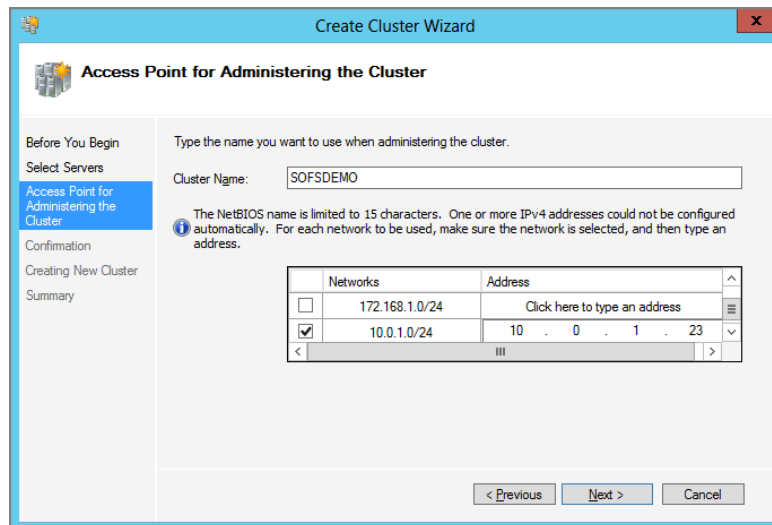 Create Cluster Wizard
x
Access Point for Administering the Cluster
Before You Begin
Select Servers
Access Point for
Administering the
Cluster
Confirmation
Creating New Cluster
Summary
Type the name you want to use when administering the cluster.
Cluster Name: SOFSDEMO
The NetBIOS name is limited to 15 characters. One or more IPv4 addresses could not be configured
automatically. For each network to be used, make sure the network is selected, and then type an
address.
Networks Address
172.168.1.0/24 Click here to type an address
10.0.1.0/24 10 . 0 . 1 . 23
< Previous Next > Cancel